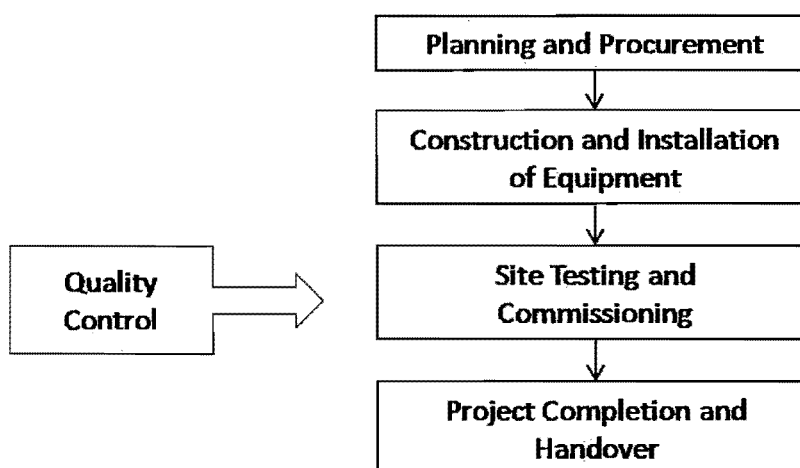 Planning and Procurement
Construction and Installation
of Equipment
Quality
Control
Site Testing and
Commissioning
Project Completion and
Handover